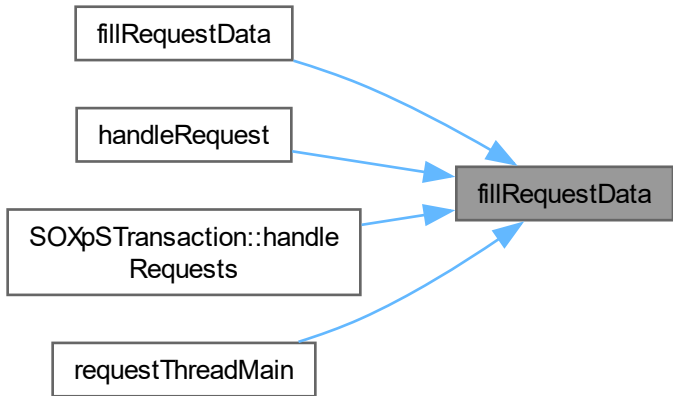 fillRequestData
handleRequest
fillRequestData
SOXpSTransaction::handle
Requests
requestThreadMain